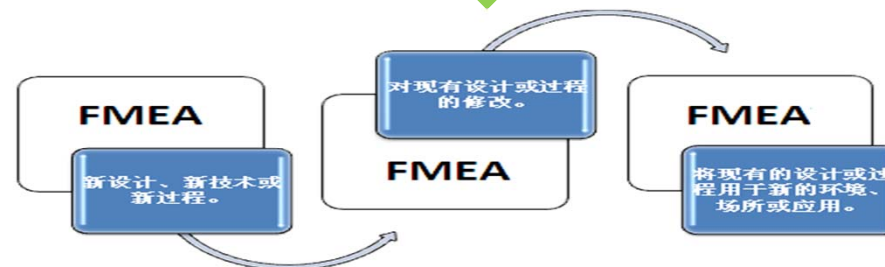 FMEA
新设计、新技术或
新过程。
对现有设计或过程
的修改。
FMEA
FMEA
将现有的设计或过
程用于新的环境、
场所或应用。